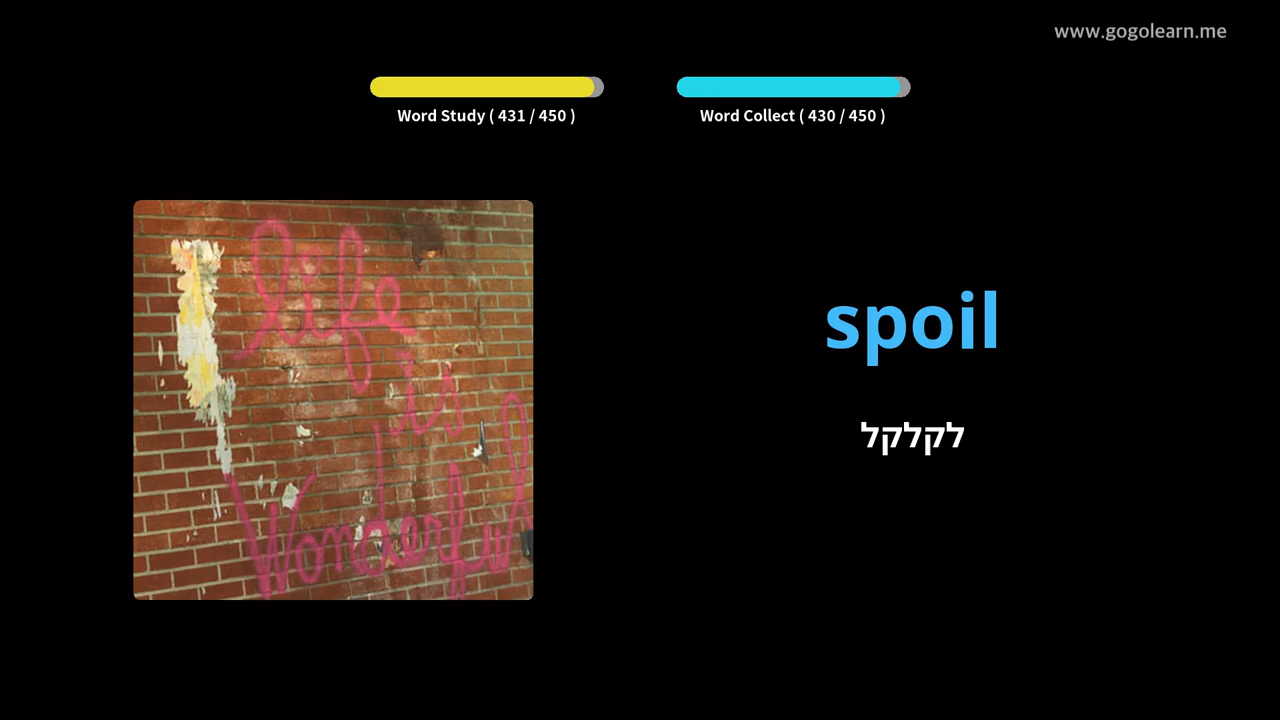 www.gogolearn.me
Word Study ( 431 / 450 )
Word Collect ( 430 / 450 )
life
is
Wonderful
spoil
לקלקל